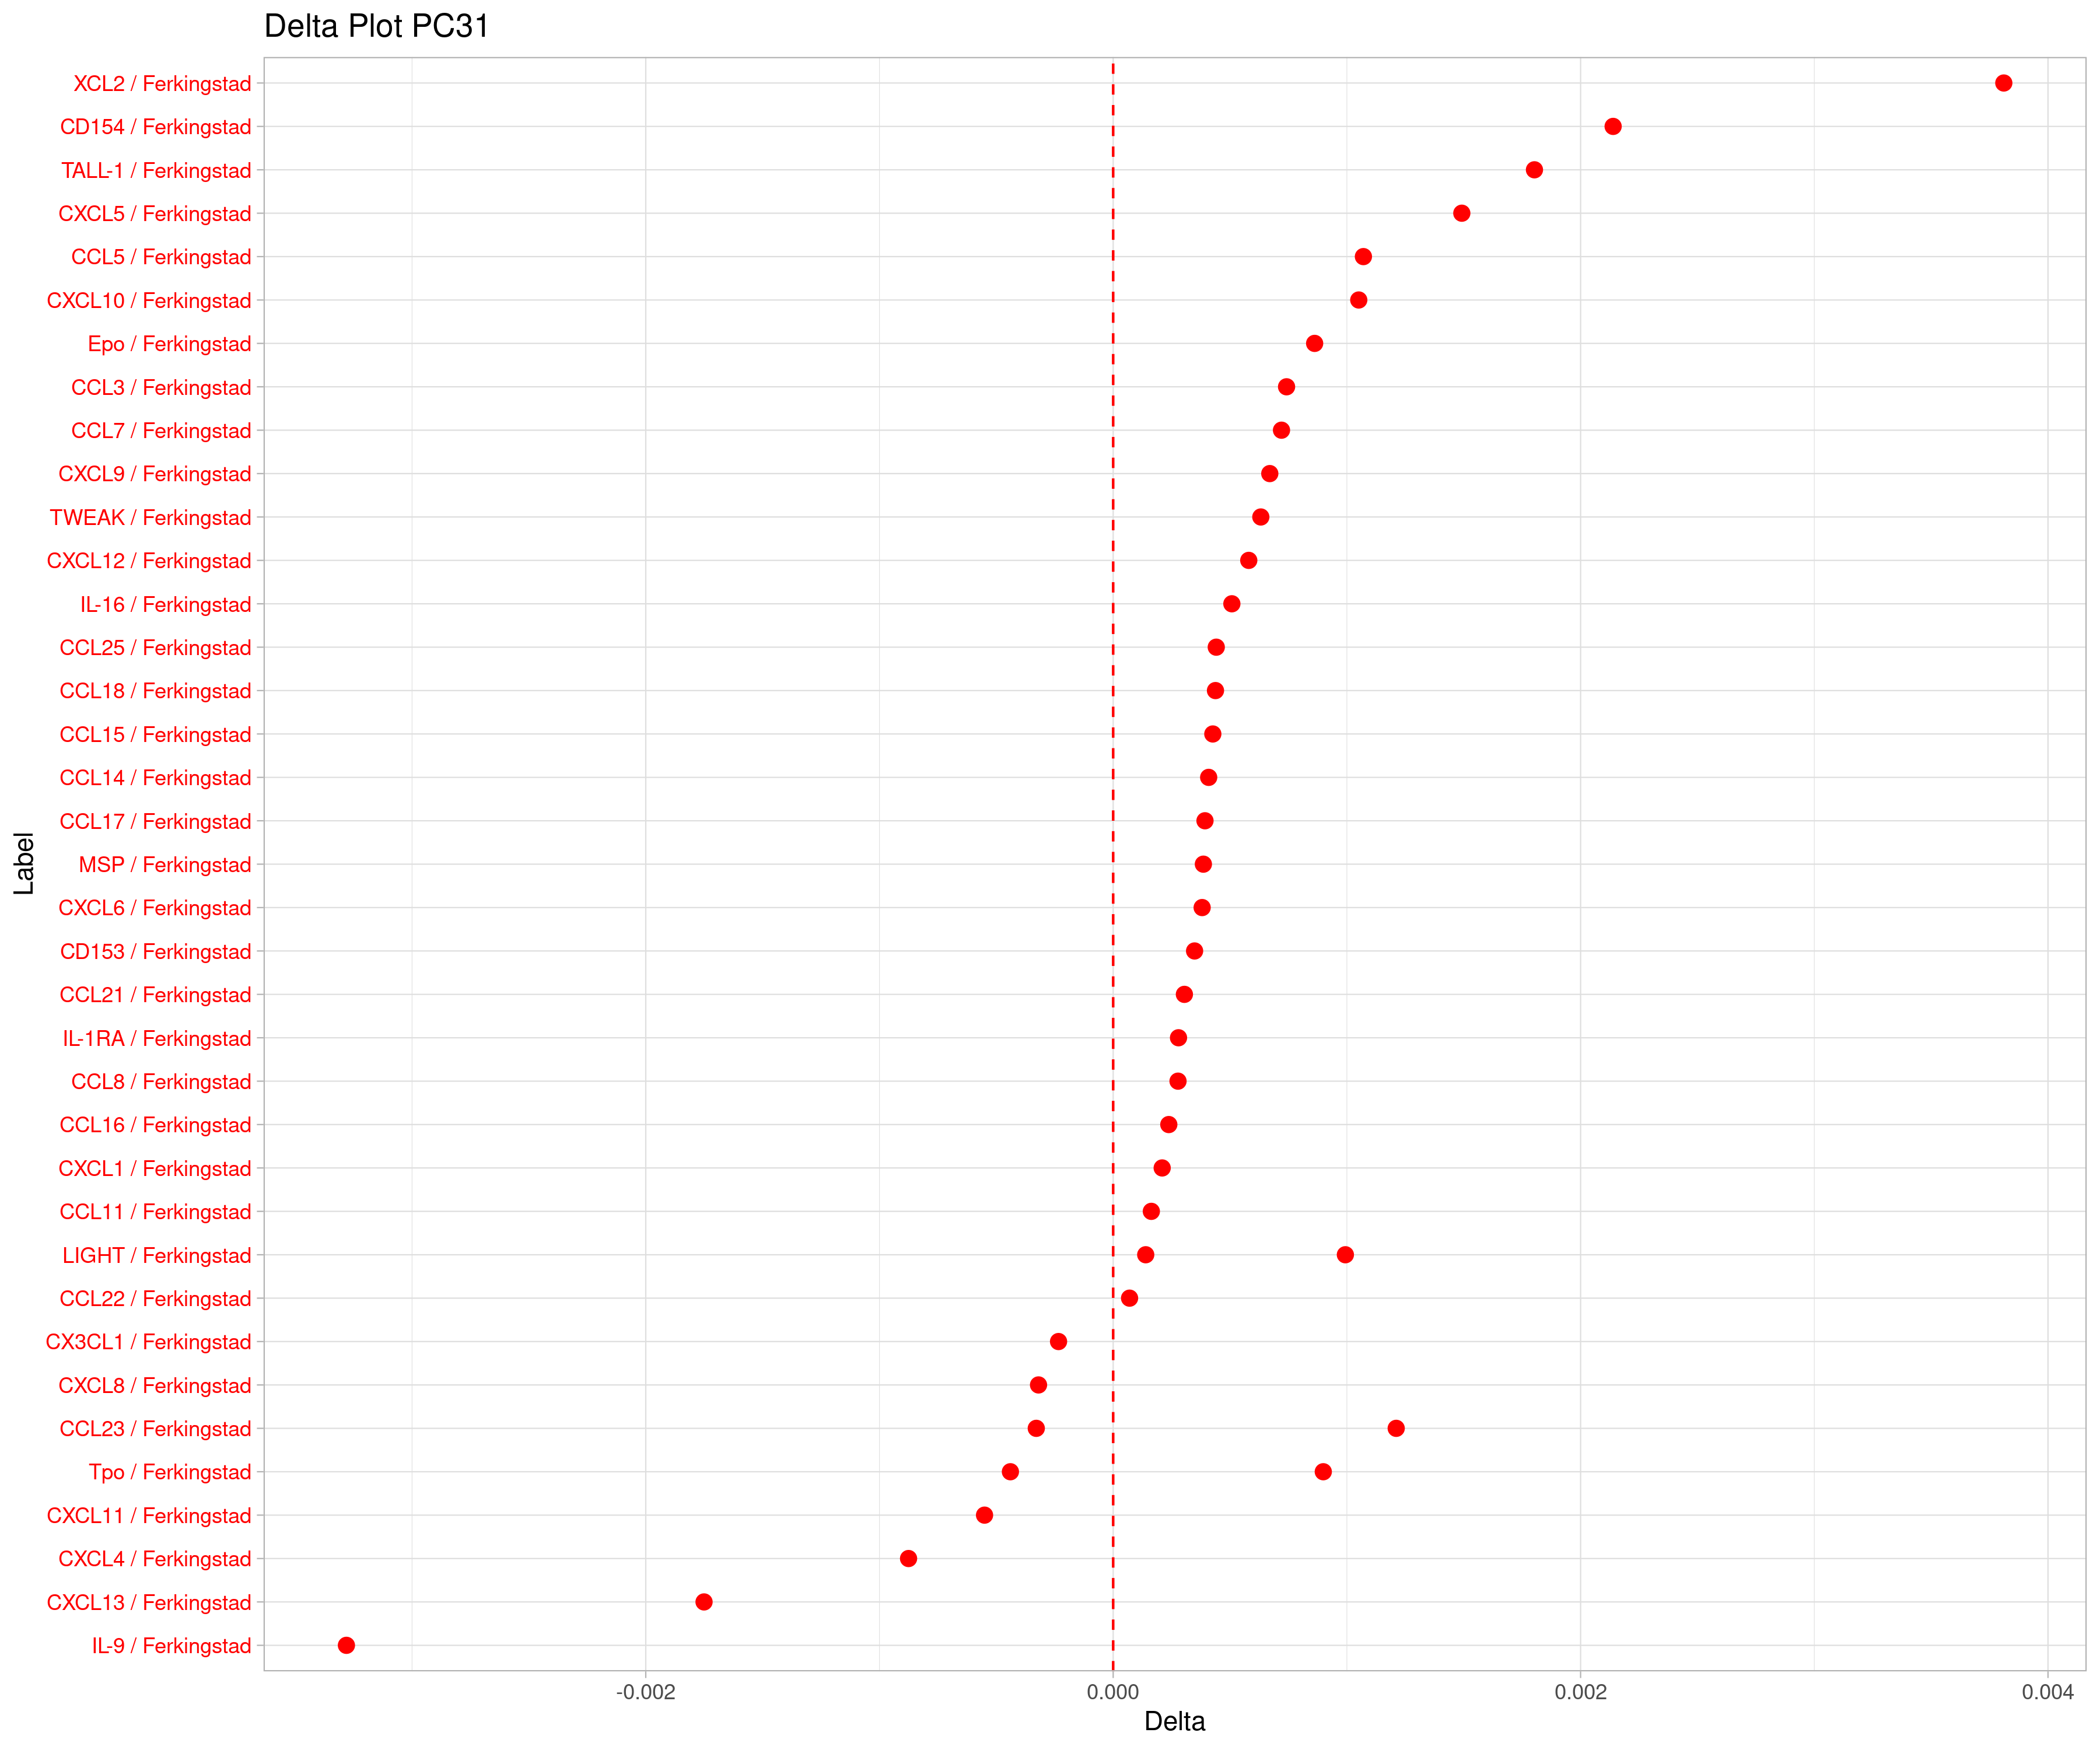 Delta Plot PC31
XCL2 / Ferkingstad
CD154 / Ferkingstad
TALL-1 / Ferkingstad
CXCL5 / Ferkingstad
CCL5 / Ferkingstad
CXCL10 / Ferkingstad
Epo / Ferkingstad
CCL3 / Ferkingstad
CCL7 / Ferkingstad
CXCL9 / Ferkingstad
TWEAK / Ferkingstad
CXCL12 / Ferkingstad
IL-16 / Ferkingstad
CCL25 / Ferkingstad
CCL18 / Ferkingstad
CCL15 / Ferkingstad
CCL14 / Ferkingstad
CCL17 / Ferkingstad
MSP / Ferkingstad
CXCL6 / Ferkingstad
CD153 / Ferkingstad
CCL21 / Ferkingstad
IL-1RA / Ferkingstad
CCL8 / Ferkingstad
CCL16 / Ferkingstad
CXCL1 / Ferkingstad
CCL11 / Ferkingstad
LIGHT / Ferkingstad
CCL22 / Ferkingstad
CX3CL1 / Ferkingstad
CXCL8 / Ferkingstad
CCL23 / Ferkingstad
Tpo / Ferkingstad
CXCL11 / Ferkingstad
CXCL4 / Ferkingstad
CXCL13 / Ferkingstad
IL-9 / Ferkingstad
Label
-0.002 0.000 0.002 0.004
Delta